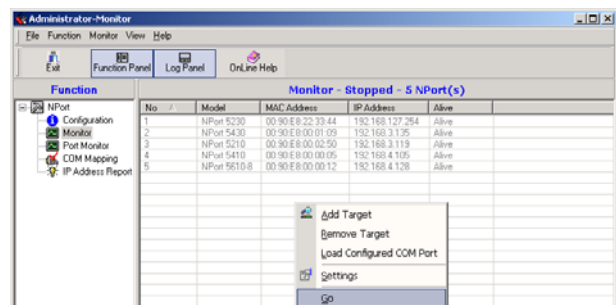 Administrator-Monitor
File Function Monitor View Help
Exit Function Panel Log Panel OnLine Help
Function
Monitor - Stopped - 5 NPort(s)
NPort
Configuration
Monitor
Port Monitor
COM Mapping
IP Address Report
No Model MAC Address IP Address Alive
1 NPort 5230 00:90:E8:22:33:44 192.168.127.254 Alive
2 NPort 5430 00:90:E8:00:01:09 192.168.3.135 Alive
3 NPort 5210 00:90:E8:00:02:50 192.168.3.119 Alive
4 NPort 5410 00:90:E8:00:00:05 192.168.4.105 Alive
5 NPort 5610-8 00:90:E8:00:00:12 192.168.4.128 Alive
Add Target
Remove Target
Load Configured COM Port
Settings
Go